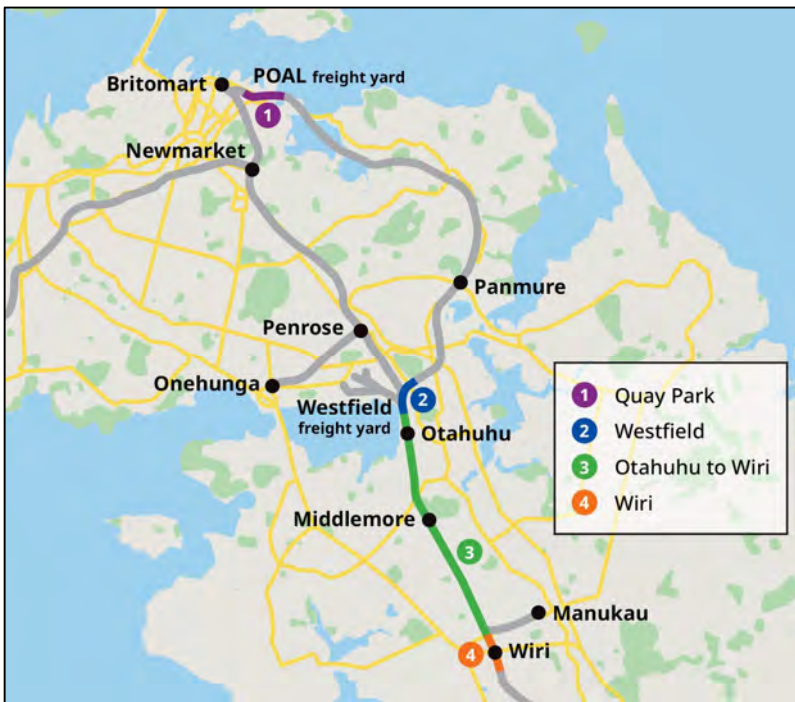 Britomart
POAL freight yard
1
Newmarket
Panmure
Penrose
Onehunga
Westfield
freight yard
2
Otahuhu
Middlemore
3
Manukau
4
Wiri
1 Quay Park
2 Westfield
3 Otahuhu to Wiri
4 Wiri